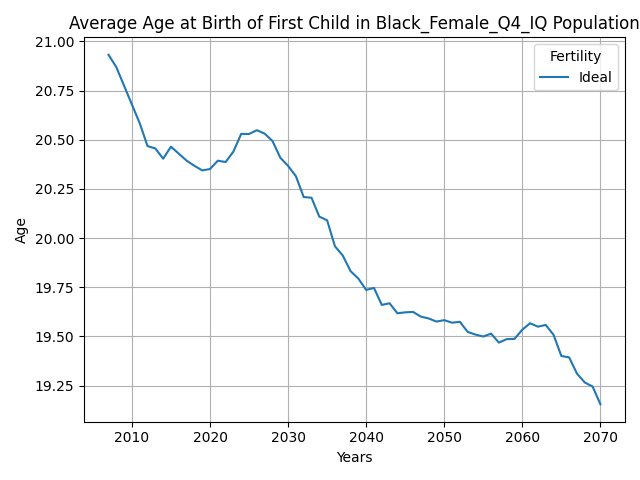 Average Age at Birth of First Child in Black_Female_Q4_IQ Population
21.00
20.75
20.50
20.25
20.00
19.75
19.50
19.25
Age
Fertility
Ideal
2010 2020 2030 2040 2050 2060 2070
Years